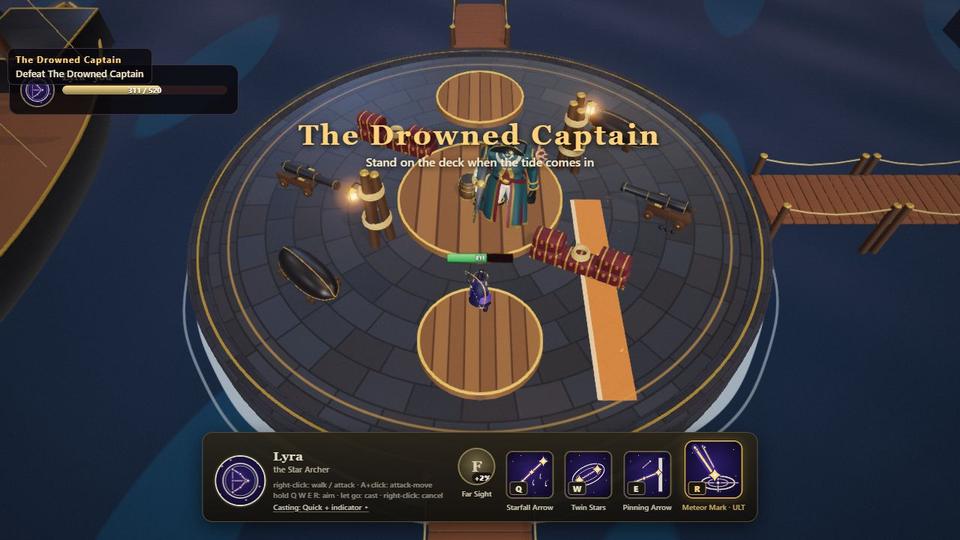 The Drowned Captain
Defeat The Drowned Captain
311 / 520
The Drowned Captain
Stand on the deck when the tide comes in
Lyra
the Star Archer
right-click: walk / attack · A+click: attack-move
hold Q W E R: aim · let go: cast · right-click: cancel
Casting: Quick + indicator
F
Far Sight
Q
Starfall Arrow
W
Twin Stars
E
Pinning Arrow
R
Meteor Mark · ULT